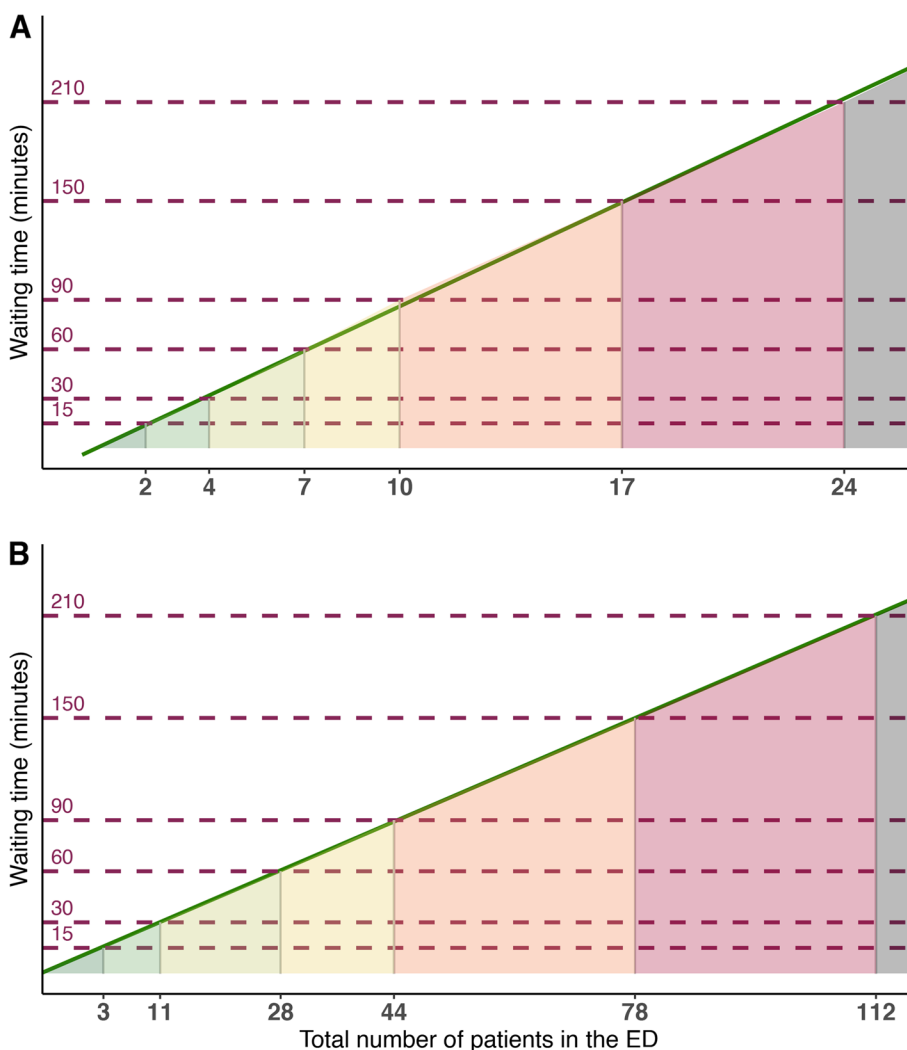 A
Waiting time (minutes)
210
150
90
60
30
15
2 4 7 10 17 24
B
Waiting time (minutes)
210
150
90
60
30
15
3 11 28 44 78 112
Total number of patients in the ED